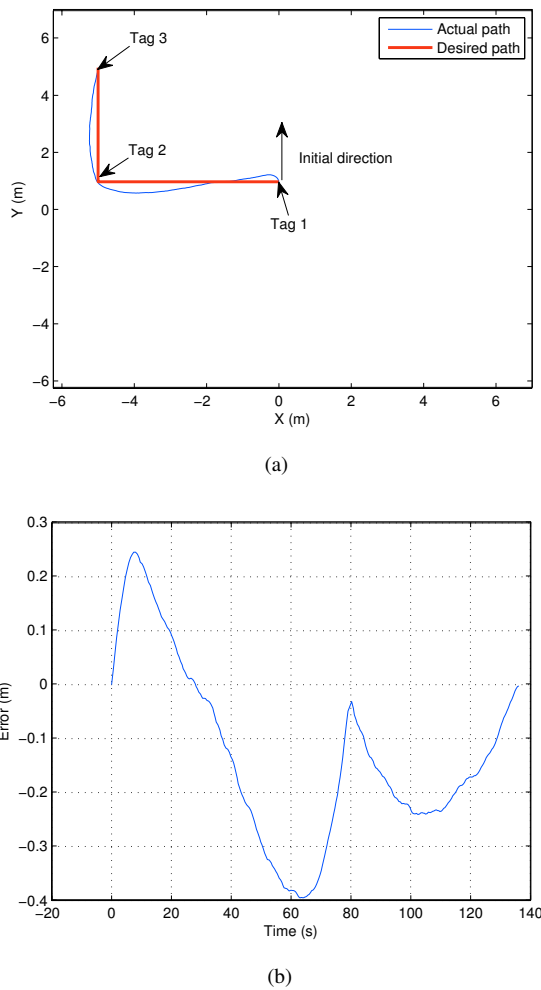 6
4
2
0
−2
−4
−6
Y (m)
−6
−4
−2
0
2
4
6
X (m)
Tag 3
Tag 2
Tag 1
Initial direction
Actual path
Desired path
(a)
0.3
0.2
0.1
0
−0.1
−0.2
−0.3
−0.4
Error (m)
−20
0
20
40
60
80
100
120
140
Time (s)
(b)